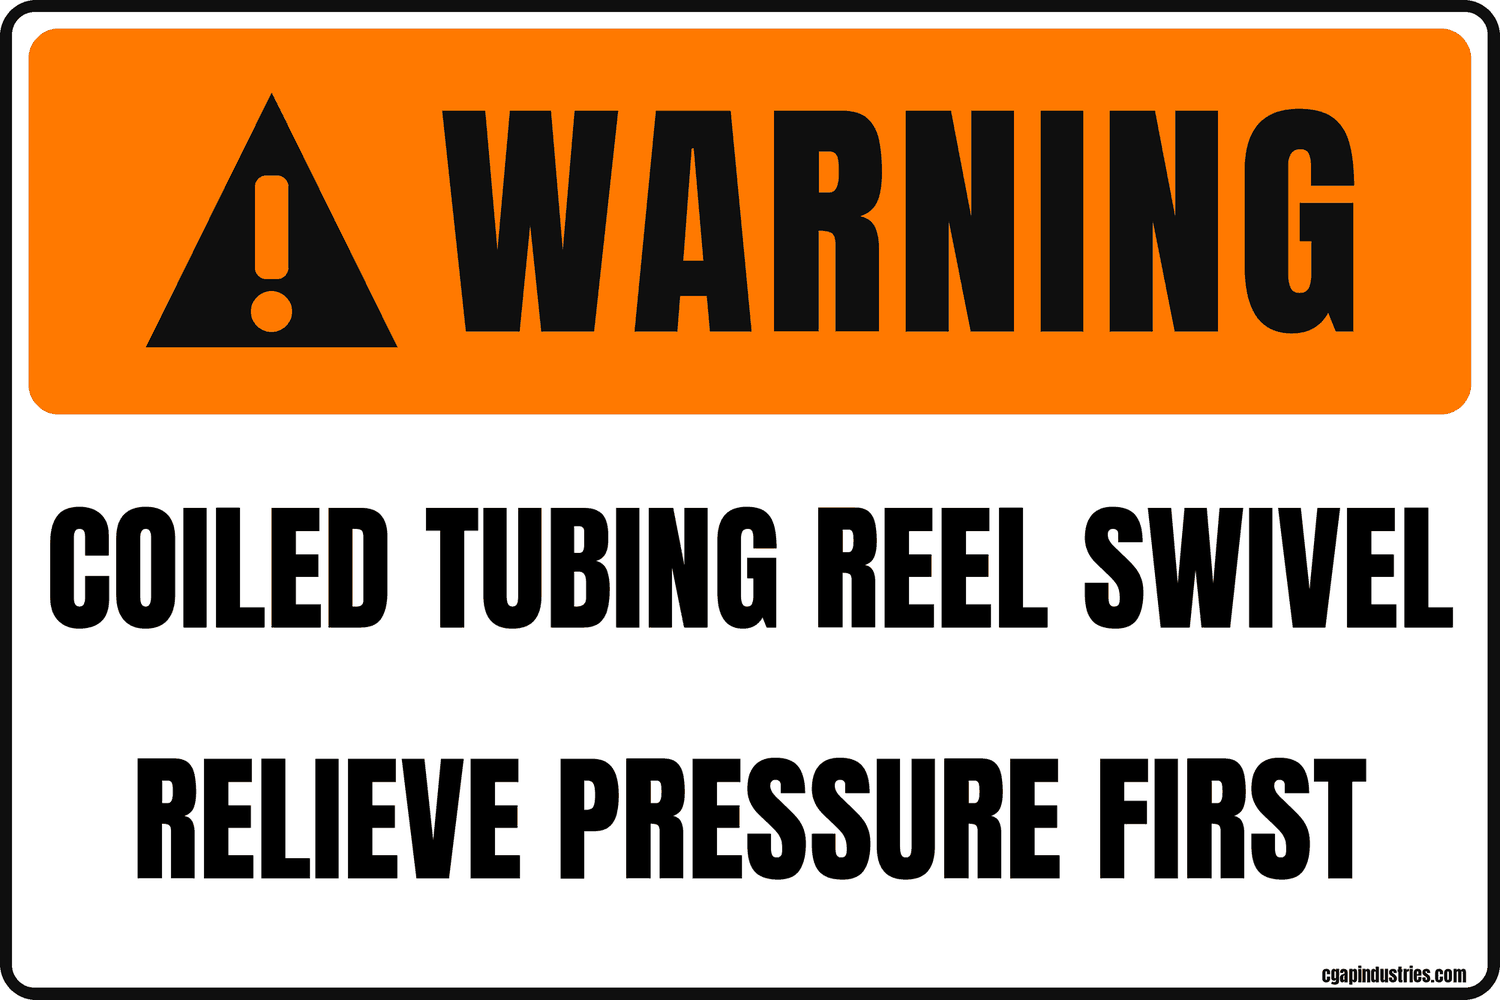 WARNING
COILED TUBING REEL SWIVEL
RELIEVE PRESSURE FIRST
cgapindustries.com